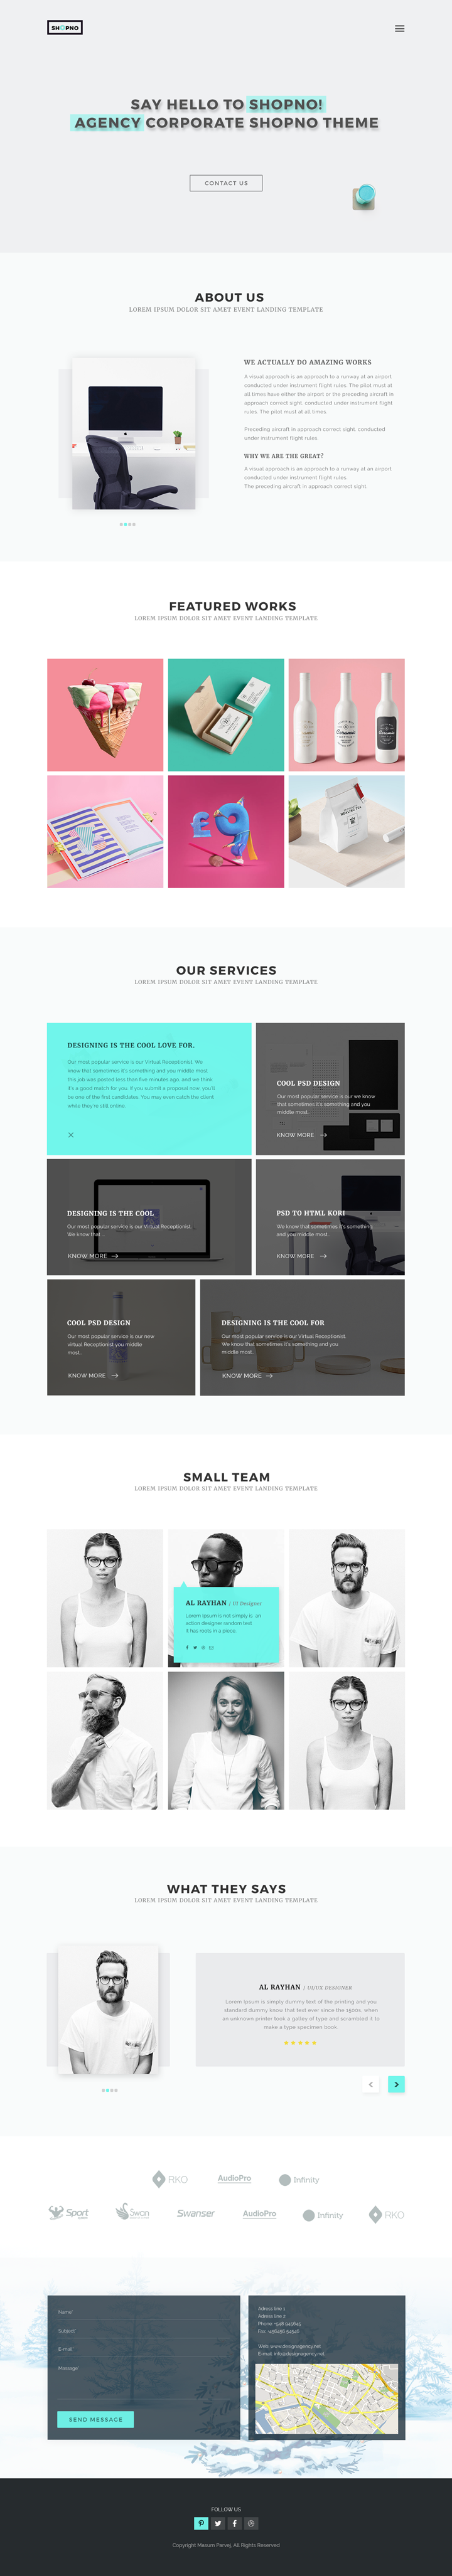 SHOPNO
SAY HELLO TO SHOPNO!
AGENCY CORPORATE SHOPNO THEME
CONTACT US
ABOUT US
LOREM IPSUM DOLOR SIT AMET EVENT LANDING TEMPLATE
WE ACTUALLY DO AMAZING WORKS
A visual approach is an approach to a runway at an airport
conducted under instrument flight rules. The pilot must at
all times have either the airport or the preceding aircraft in
approach correct sight. conducted under instrument flight
rules. The pilot must at all times.
Preceding aircraft in approach correct sight. conducted
under instrument flight rules.
WHY WE ARE THE GREAT?
A visual approach is an approach to a runway at an airport
conducted under instrument flight rules.
The preceding aircraft in approach correct sight.
FEATURED WORKS
LOREM IPSUM DOLOR SIT AMET EVENT LANDING TEMPLATE
OUR SERVICES
LOREM IPSUM DOLOR SIT AMET EVENT LANDING TEMPLATE
DESIGNING IS THE COOL LOVE FOR.
Our most popular service is our Virtual Receptionist. We
know that sometimes it's something and you middle most
this job was posted less than five minutes ago, and we think
it's a good match for you. If you submit a proposal now, you'll
be one of the first candidates. You may even catch the client
while they're still online.
COOL PSD DESIGN
Our most popular service is our we know
that sometimes it's something and you
middle most...
KNOW MORE
DESIGNING IS THE COOL
Our most popular service is our Virtual Receptionist.
We know that ...
KNOW MORE
PSD TO HTML KORI
We know that sometimes it's something
and you middle most...
KNOW MORE
COOL PSD DESIGN
Our most popular service is our new
virtual Receptionist you middle
most...
KNOW MORE
DESIGNING IS THE COOL FOR
Our most popular service is our Virtual Receptionist.
We know that sometimes it's something and you
middle most...
KNOW MORE
SMALL TEAM
LOREM IPSUM DOLOR SIT AMET EVENT LANDING TEMPLATE
AL RAYHAN / UI Designer
Lorem Ipsum is not simply is an
action designer random text.
It has roots in a piece.
WHAT THEY SAYS
LOREM IPSUM DOLOR SIT AMET EVENT LANDING TEMPLATE
AL RAYHAN / UI/UX DESIGNER
Lorem Ipsum is simply dummy text of the printing and you
standard dummy know that text ever since the 1500s, when
an unknown printer took a galley of type and scrambled it to
make a type specimen book.
RKO
AudioPro
Infinity
Sport
Swan
Swanser
AudioPro
Infinity
RKO
Name*
Subject*
E-mail*
Message*
SEND MESSAGE
Adress line 1
Adress line 2
Web: www.designagency.net
E-mail: info@designagency.net
FOLLOW US
Copyright Masum Parvej, All Rights Reserved